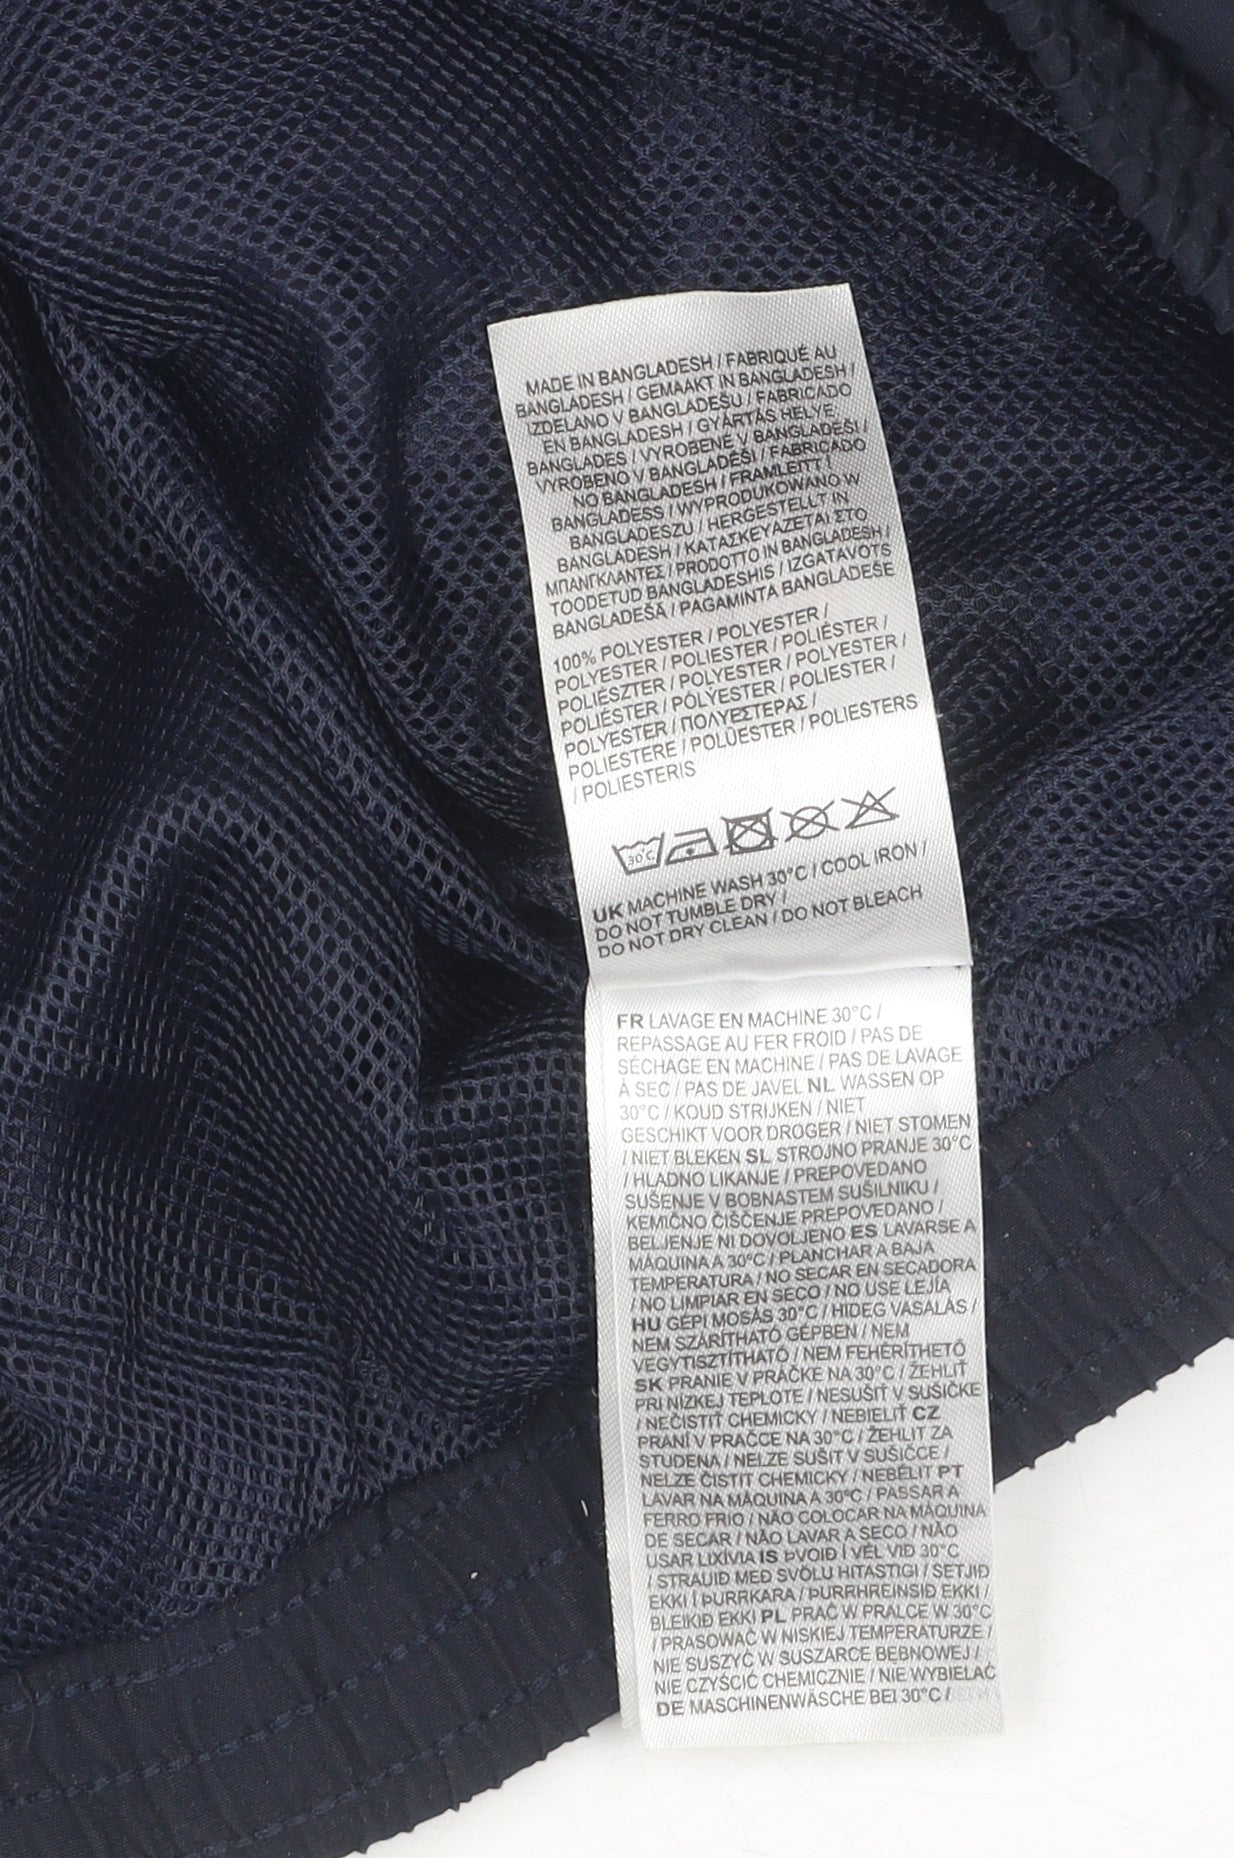 MADE IN BANGLADESH / FABRIQUÉ AU
BANGLADESH / GEMAAKT IN BANGLADESH /
IZDELANO V BANGLADEŠU / FABRICADO
EN BANGLADESH / GYÁRTÁS HELYE:
BANGLADES / VYROBENÉ V BANGLADÉŠI /
VYROBENO V BANGLADÉŠI / FABRICADO
NO BANGLADESH / FRAMLEITT Í
BANGLADESS / WYPRODUKOWANO W
BANGLADESZU / HERGESTELLT IN
BANGLADESH / ΚΑΤΑΣΚΕΥΑΖΕΤΑΙ ΣΤΟ
ΜΠΑΝΓΚΛΑΝΤΕΣ / PRODOTTO IN BANGLADESH /
TOODETUD BANGLADESHIS / IZGATAVOTS
BANGLADEŠĀ / PAGAMINTA BANGLADEŠE
100% POLYESTER / POLYESTER /
POLYESTER / POLIESTER / POLIÉSTER /
POLIÉSZTER / POLYESTER / POLYESTER /
POLIÉSTER / PÓLÝESTER / POLIESTER /
POLYESTER / ΠΟΛΥΕΣΤΕΡΑΣ /
POLIESTERE / POLÜESTER / POLIESTERS
/ POLIESTERIS
30°C
UK MACHINE WASH 30°C / COOL IRON /
DO NOT TUMBLE DRY /
DO NOT DRY CLEAN / DO NOT BLEACH
FR LAVAGE EN MACHINE 30°C /
REPASSAGE AU FER FROID / PAS DE
SÉCHAGE EN MACHINE / PAS DE LAVAGE
À SEC / PAS DE JAVEL NL WASSEN OP
30°C / KOUD STRIJKEN / NIET
GESCHIKT VOOR DROGER / NIET STOMEN
/ NIET BLEKEN SL STROJNO PRANJE 30°C
/ HLADNO LIKANJE / PREPOVEDANO
SUŠENJE V BOBNASTEM SUŠILNIKU /
KEMIČNO ČIŠČENJE PREPOVEDANO /
BELJENJE NI DOVOLJENO ES LAVARSE A
MÁQUINA A 30°C / PLANCHAR A BAJA
TEMPERATURA / NO SECAR EN SECADORA
/ NO LIMPIAR EN SECO / NO USE LEJÍA
HU GÉPI MOSÁS 30°C / HIDEG VASALÁS /
NEM SZÁRÍTHATÓ GÉPBEN / NEM
VEGYTISZTÍTHATÓ / NEM FEHÉRÍTHETŐ
SK PRANIE V PRÁČKE NA 30°C / ŽEHLIŤ
PRI NÍZKEJ TEPLOTE / NESUŠIŤ V SUŠIČKE
/ NEČISTIŤ CHEMICKY / NEBIELIŤ CZ
PRANÍ V PRAČCE NA 30°C / ŽEHLIT ZA
STUDENA / NELZE SUŠIT V SUŠIČCE /
NELZE ČISTIT CHEMICKY / NEBĚLIT PT
LAVAR NA MÁQUINA A 30°C / PASSAR A
FERRO FRIO / NÃO COLOCAR NA MÁQUINA
DE SECAR / NÃO LAVAR A SECO / NÃO
USAR LIXÍVIA IS ÞVOIÐ Í VÉL VIÐ 30°C
/ STRAUIÐ MEÐ SVÖLU HITASTIGI / SETJIÐ
EKKI Í ÞURRKARA / ÞURRHREINSIÐ EKKI /
BLEIKIÐ EKKI PL PRAĆ W PRALCE W 30°C
/ PRASOWAĆ W NISKIEJ TEMPERATURZE /
NIE SUSZYĆ W SUSZARCE BĘBNOWEJ /
NIE CZYŚCIĆ CHEMICZNIE / NIE WYBIELAĆ
DE MASCHINENWÄSCHE BEI 30°C /